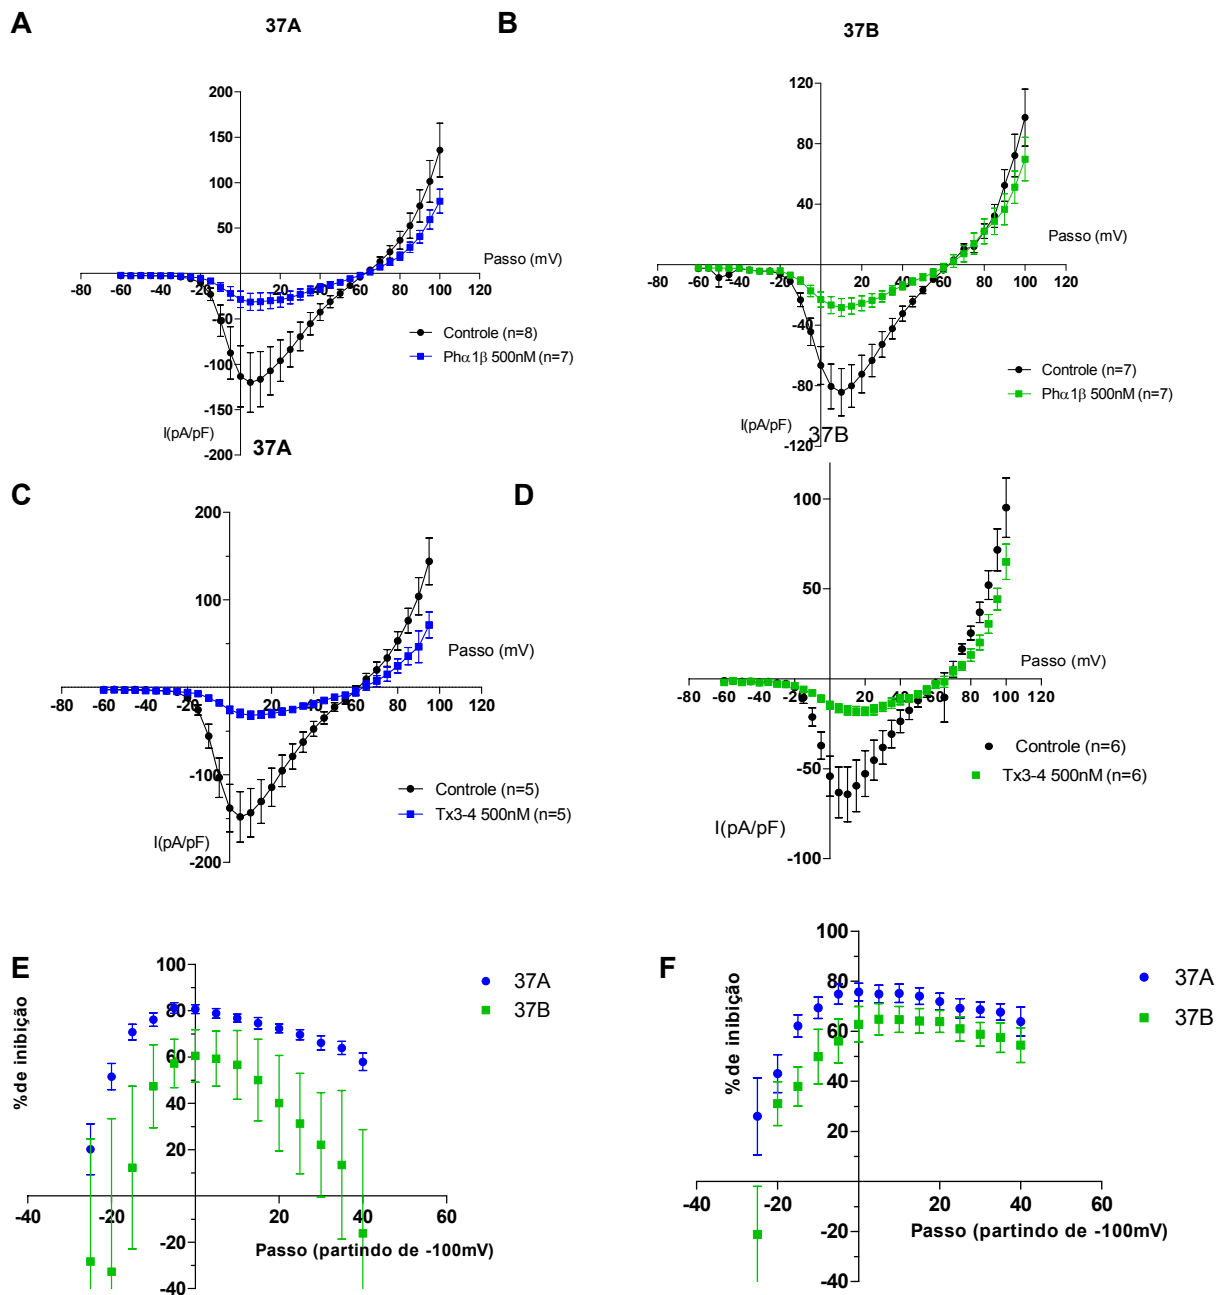 A
37A
B
37B
200
150
100
50
-80
-60
-40
-20
20
40
60
80
100
120
-50
-100
-150
-200
Passo (mV)
Controle (n=8)
Phα1β 500nM (n=7)
I(pA/pF)
120
80
40
-80
-60
-40
-20
20
40
60
80
100
120
-40
-80
-120
Passo (mV)
Controle (n=7)
Phα1β 500nM (n=7)
I(pA/pF)
C
37A
D
37B
200
100
-80
-60
-40
-20
20
40
60
80
100
120
-100
-200
Passo (mV)
Controle (n=5)
Tx3-4 500nM (n=5)
I(pA/pF)
100
50
-80
-60
-40
-20
20
40
60
80
100
120
-50
-100
Passo (mV)
Controle (n=6)
Tx3-4 500nM (n=6)
I(pA/pF)
E
%de inibição
100
80
60
40
20
-40
-20
20
40
60
-20
-40
Passo (partindo de -100mV)
37A
37B
F
%de inibição
100
80
60
40
20
-40
-20
20
40
60
-20
-40
Passo (partindo de -100mV)
37A
37B